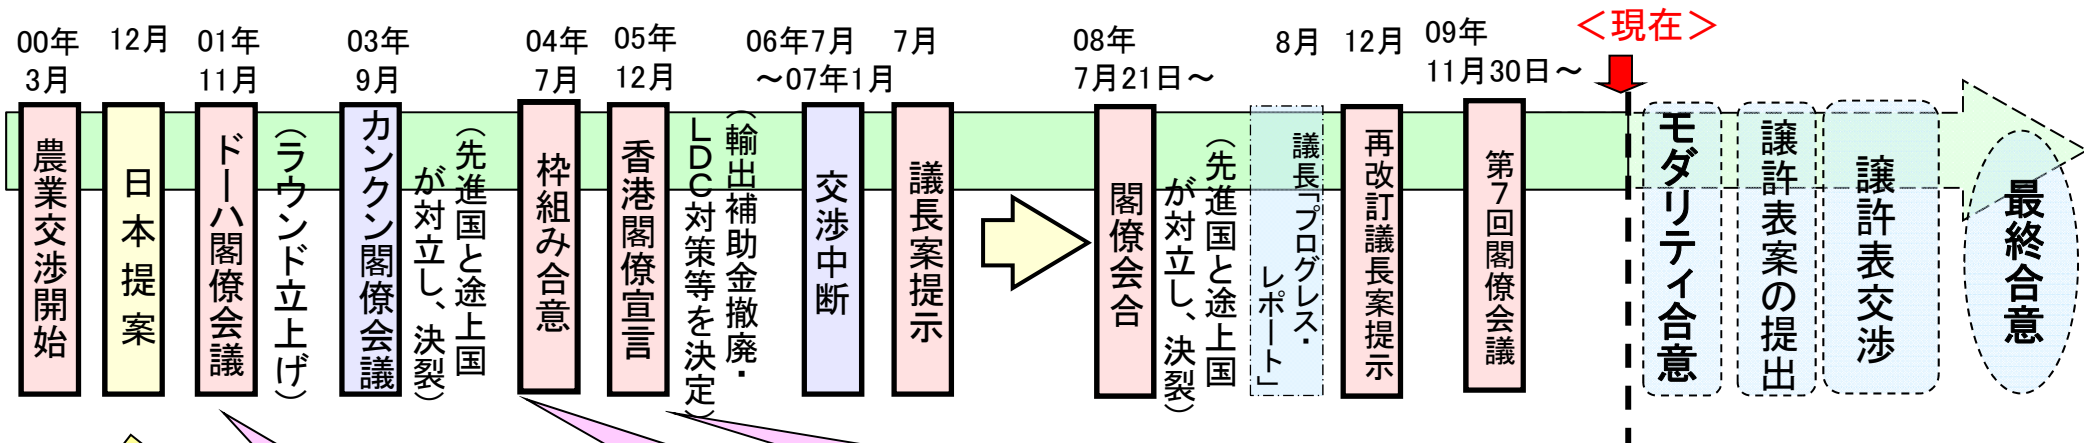 <現在>
00年
3月
12月
01年
11月
03年
9月
04年
7月
05年
12月
06年7月
～07年1月
7月
08年
7月21日～
8月
12月
09年
11月30日～
農業交渉開始
日本提案
ドーハ閣僚会議
（ラウンド立上げ）
カンクン閣僚会議
（先進国と途上国
が対立し、決裂）
枠組み合意
香港閣僚宣言
（輸出補助金撤廃・
ＬＤＣ対策等を決定）
交渉中断
議長案提示
閣僚会合
（先進国と途上国
が対立し、決裂）
議長「プログレス・
レポート」
再改訂議長案提示
第７回閣僚会議
モダリティ合意
譲許表案の提出
譲許表交渉
最終合意